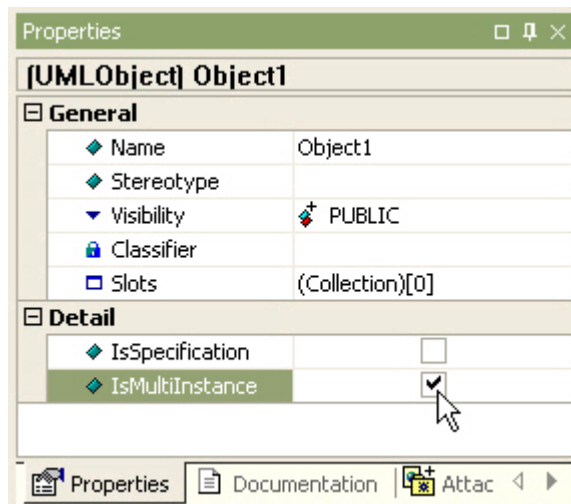 Properties
(UMLObject) Object1
General
Name Object1
Stereotype
Visibility PUBLIC
Classifier
Slots (Collection)[0]
Detail
IsSpecification
IsMultiInstance
Properties Documentation Attac